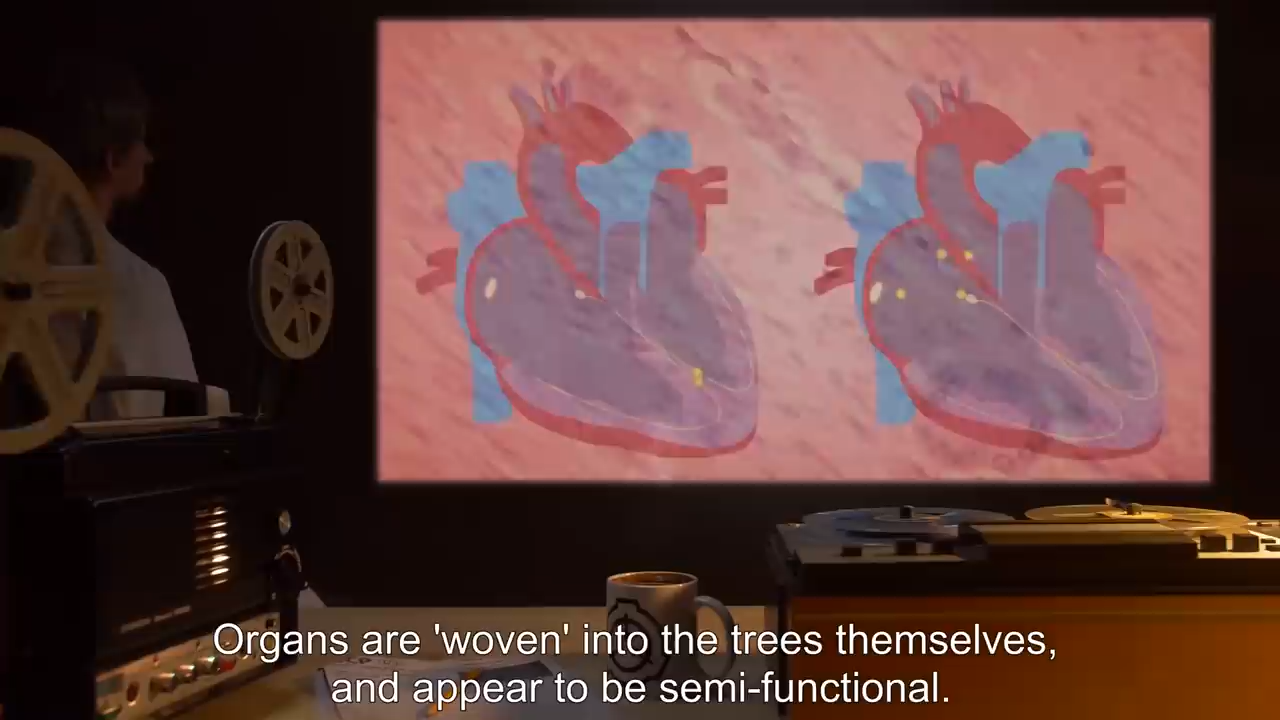 Organs are 'woven' into the trees themselves,
and appear to be semi-functional.